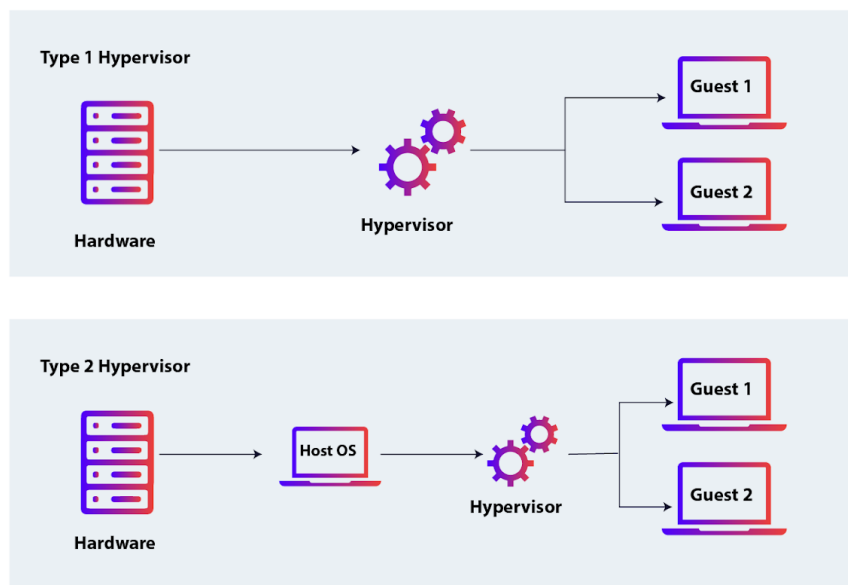 Type 1 Hypervisor
Guest 1
Guest 2
Hypervisor
Hardware
Type 2 Hypervisor
Guest 1
Host OS
Guest 2
Hypervisor
Hardware